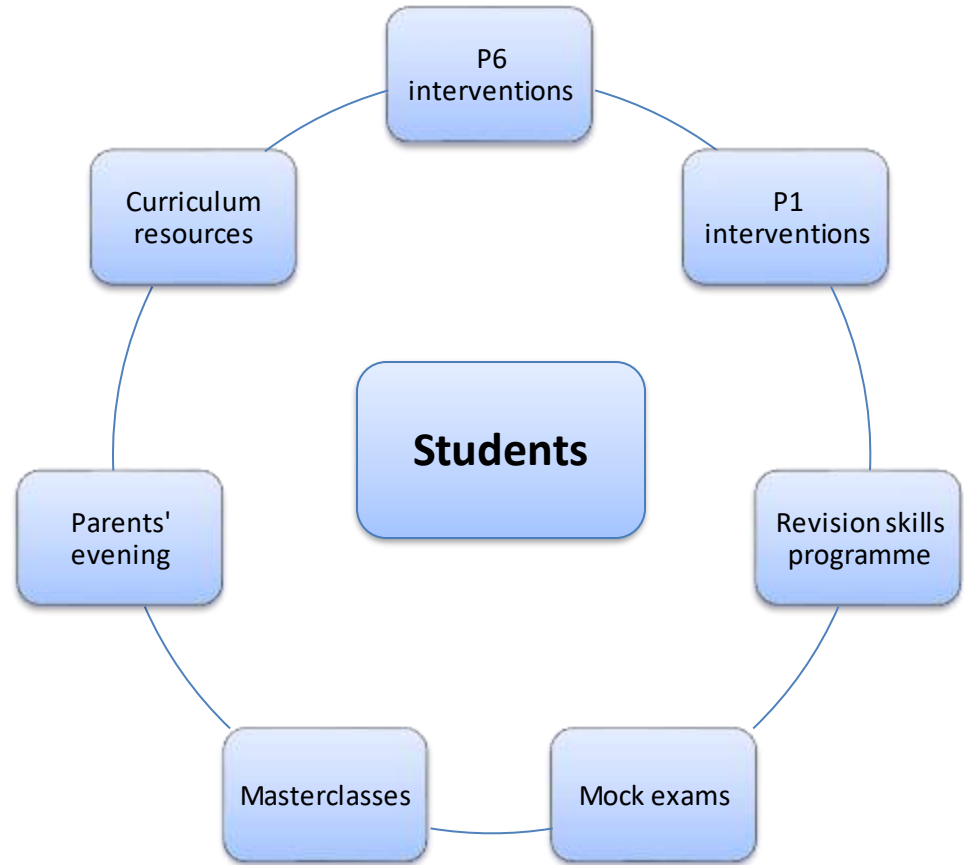 P6
interventions
P1
interventions
Curriculum
resources
Students
Parents'
evening
Revision skills
programme
Masterclasses
Mock exams